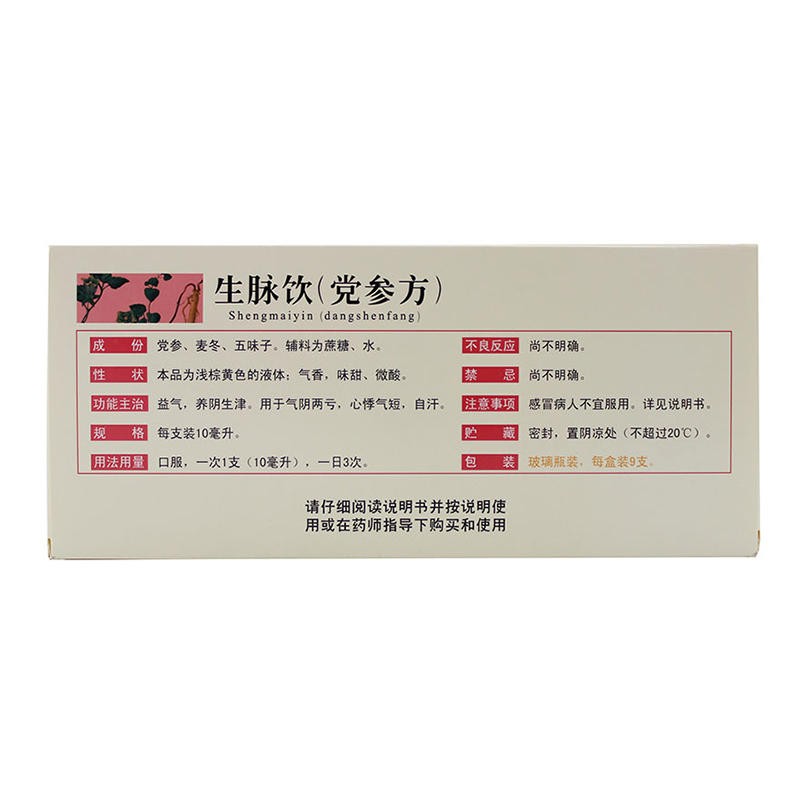 生脉饮(党参方)
Shengmaiyin (dangshenfang)
成份 党参、麦冬、五味子。辅料为蔗糖、水。
性状 本品为浅棕黄色的液体；气香，味甜、微酸。
功能主治 益气，养阴生津。用于气阴两亏，心悸气短，自汗。
规格 每支装10毫升。
用法用量 口服，一次1支（10毫升），一日3次。
不良反应 尚不明确。
禁忌 尚不明确。
注意事项 感冒病人不宜服用。详见说明书。
贮藏 密封，置阴凉处（不超过20℃）。
包装 玻璃瓶装，每盒装9支。
请仔细阅读说明书并按说明使
用或在药师指导下购买和使用